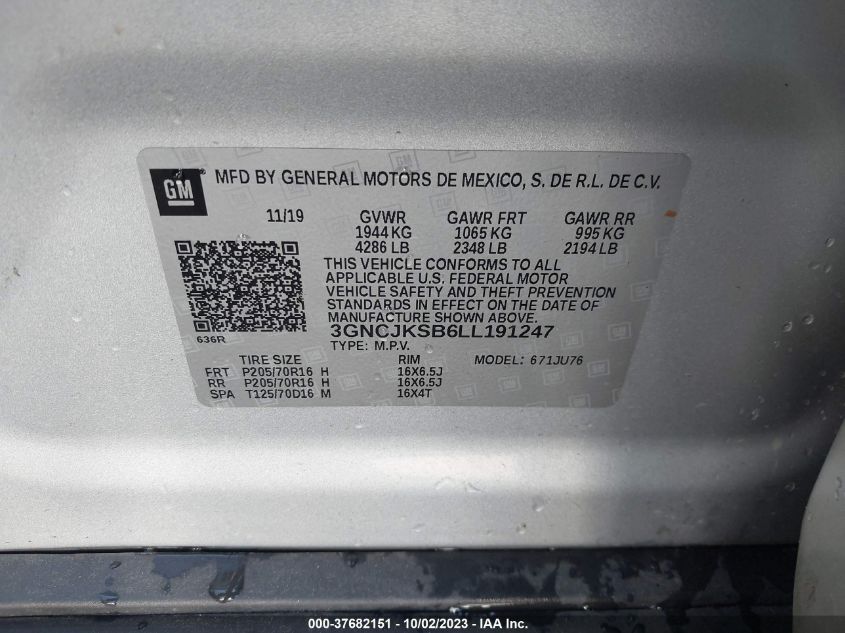 GM
MFD BY GENERAL MOTORS DE MEXICO, S. DE R.L. DE C.V.
11/19 GVWR GAWR FRT GAWR RR
1944 KG 1065 KG 995 KG
4286 LB 2348 LB 2194 LB
THIS VEHICLE CONFORMS TO ALL
APPLICABLE U.S. FEDERAL MOTOR
VEHICLE SAFETY AND THEFT PREVENTION
STANDARDS IN EFFECT ON THE DATE OF
MANUFACTURE SHOWN ABOVE.
636R
3GNCJKSB6LL191247
TYPE: M.P.V.
TIRE SIZE RIM MODEL: 671JU76
FRT P205/70R16 H 16X6.5J
RR P205/70R16 H 16X6.5J
SPA T125/70D16 M 16X4T
000-37682151 - 10/02/2023 - IAA Inc.